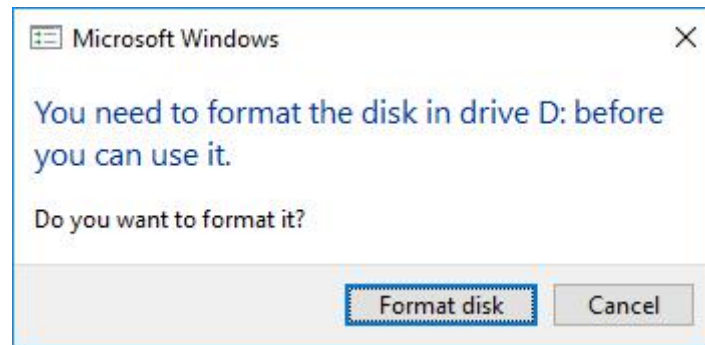 Microsoft Windows
You need to format the disk in drive D: before
you can use it.
Do you want to format it?
Format disk
Cancel